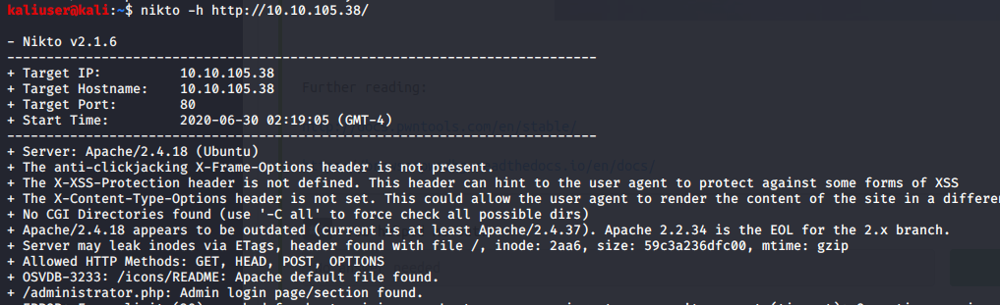 kaliuser@kali:~$ nikto -h http://10.10.105.38/
- Nikto v2.1.6
---------------------------------------------------------------------------
+ Target IP: 10.10.105.38
+ Target Hostname: 10.10.105.38
+ Target Port: 80
+ Start Time: 2020-06-30 02:19:05 (GMT-4)
---------------------------------------------------------------------------
+ Server: Apache/2.4.18 (Ubuntu)
+ The anti-clickjacking X-Frame-Options header is not present.
+ The X-XSS-Protection header is not defined. This header can hint to the user agent to protect against some forms of XSS
+ The X-Content-Type-Options header is not set. This could allow the user agent to render the content of the site in a differe
+ No CGI Directories found (use '-C all' to force check all possible dirs)
+ Apache/2.4.18 appears to be outdated (current is at least Apache/2.4.37). Apache 2.2.34 is the EOL for the 2.x branch.
+ Server may leak inodes via ETags, header found with file /, inode: 2aa6, size: 59c3a236dfc00, mtime: gzip
+ Allowed HTTP Methods: GET, HEAD, POST, OPTIONS
+ OSVDB-3233: /icons/README: Apache default file found.
+ /administrator.php: Admin login page/section found.
Further reading: